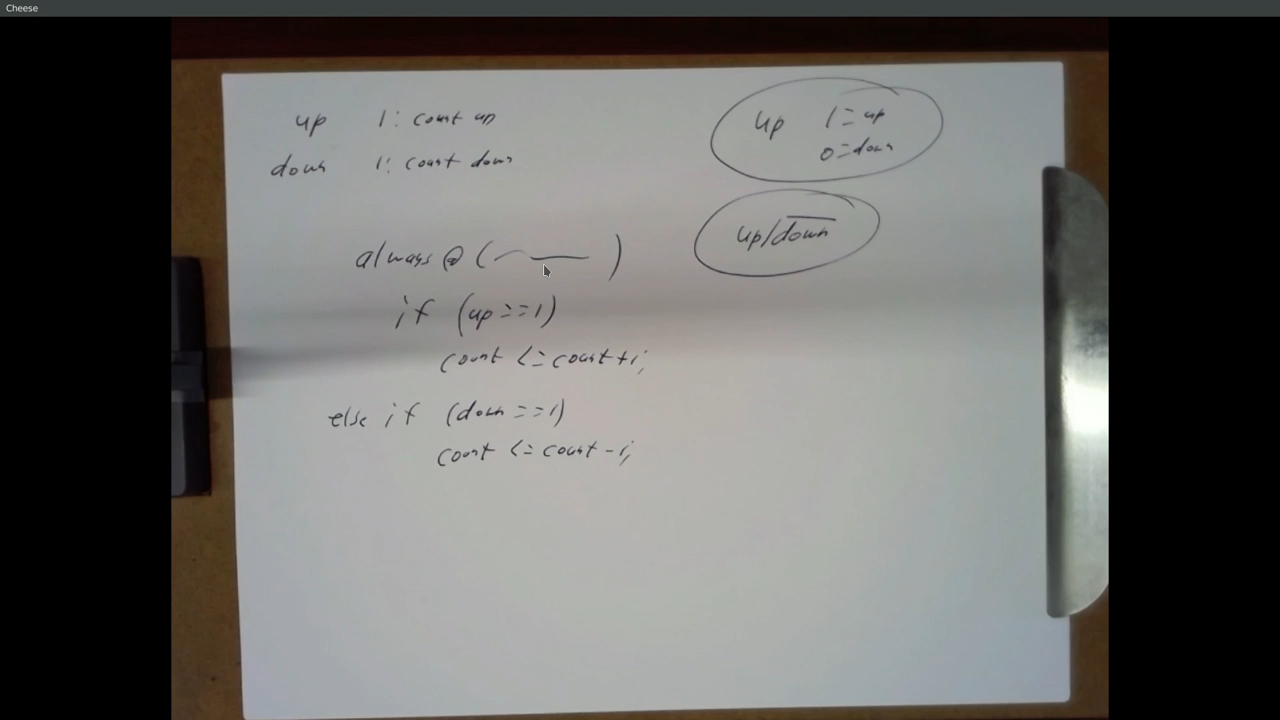 Cheese
up 1: count up
down 1: count down
up 1=up
0=down
up/down
always @ ( )
if (up==1)
count <= count+1;
else if (down==1)
count <= count-1;